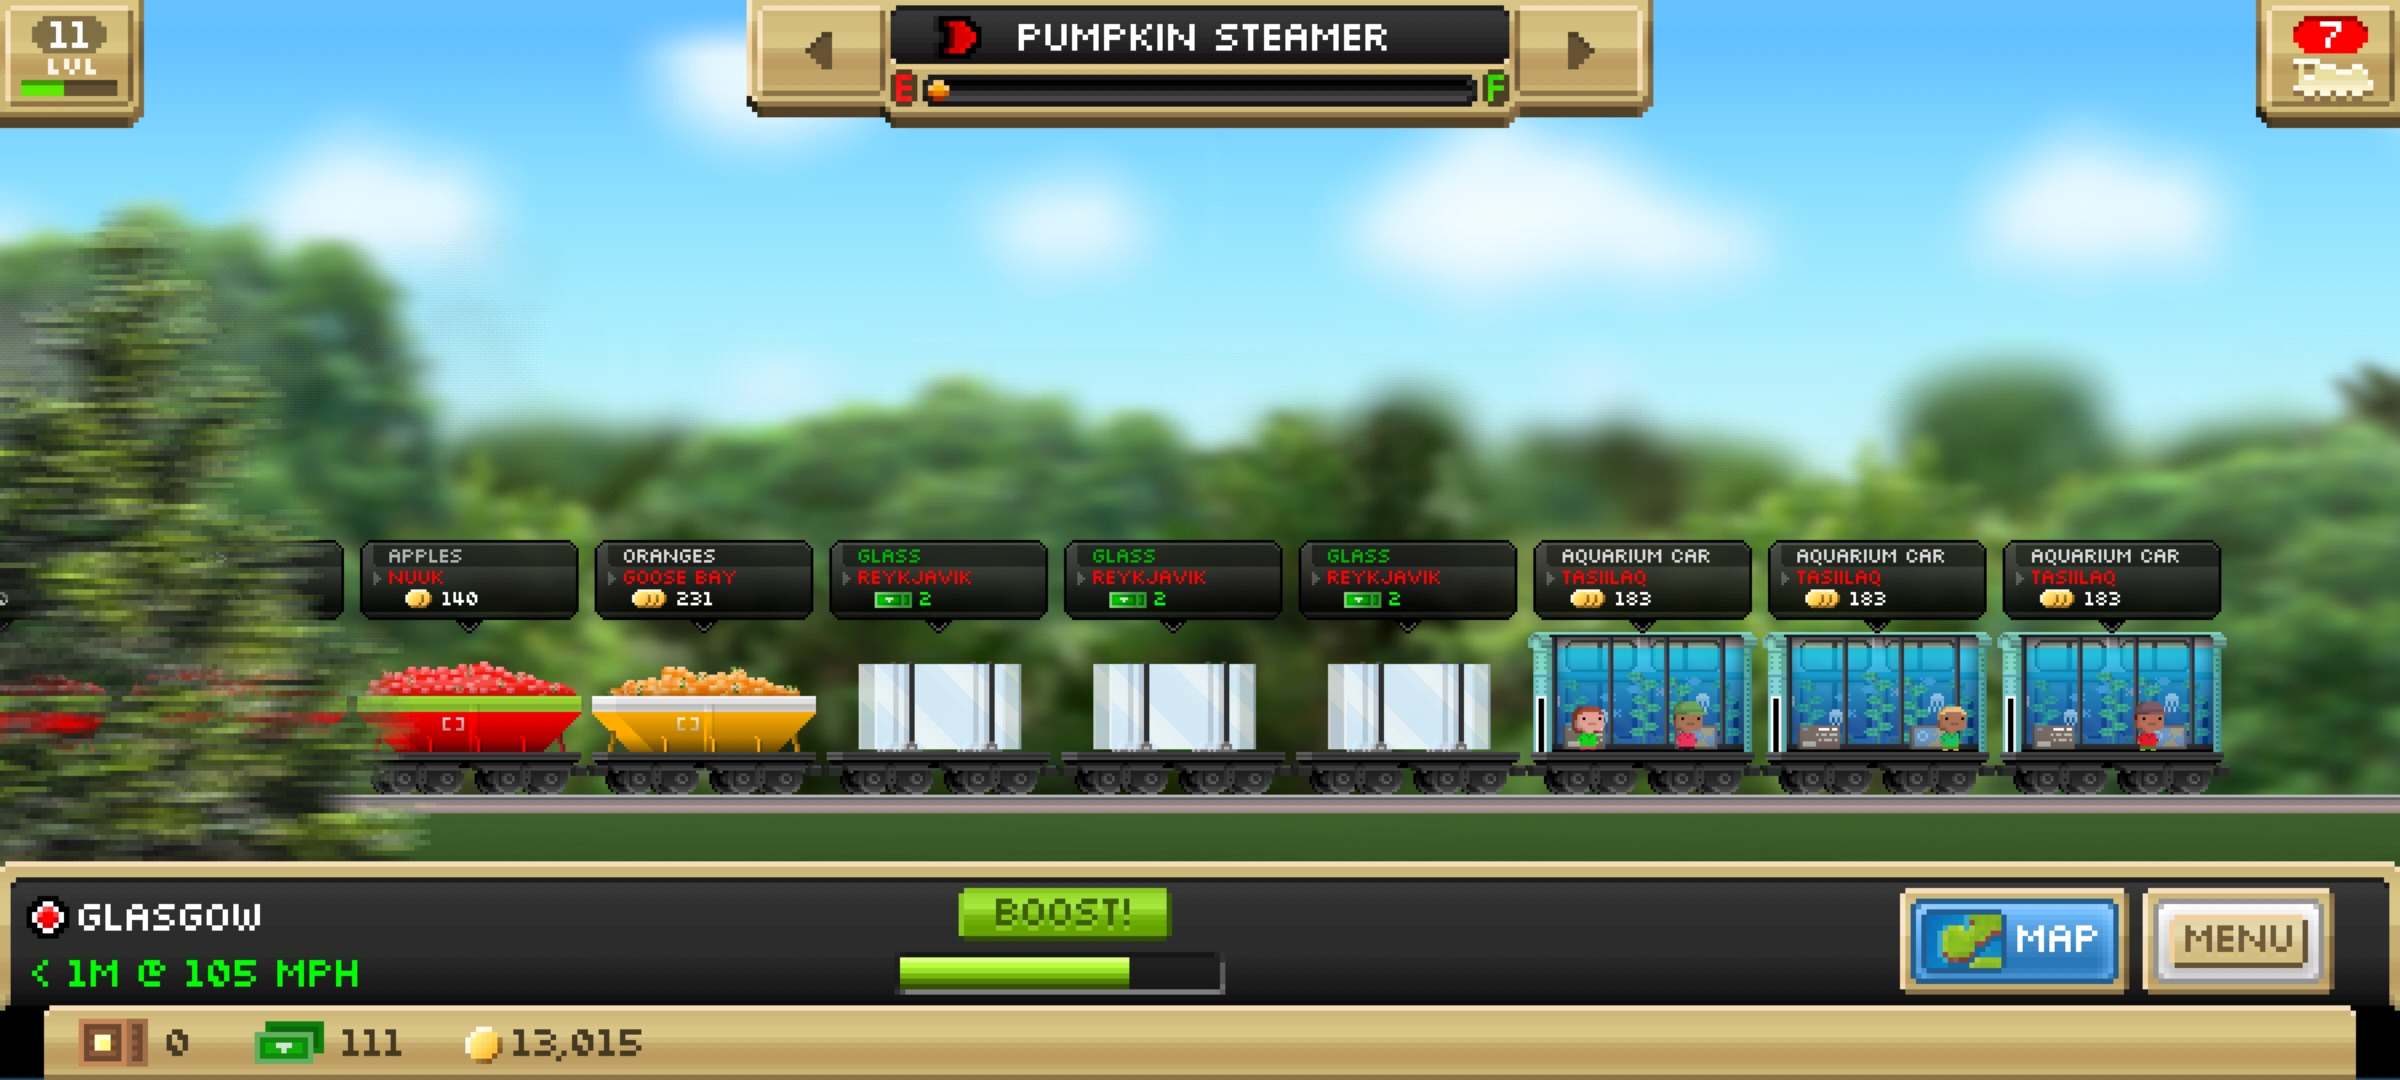 11
LVL
PUMPKIN STEAMER
E
F
7
APPLES
NUUK
140
ORANGES
GOOSE BAY
231
GLASS
REYKJAVIK
2
GLASS
REYKJAVIK
2
GLASS
REYKJAVIK
2
AQUARIUM CAR
TASIILAQ
183
AQUARIUM CAR
TASIILAQ
183
AQUARIUM CAR
TASIILAQ
183
GLASGOW
< 1M @ 105 MPH
BOOST!
MAP
MENU
0
111
13,015